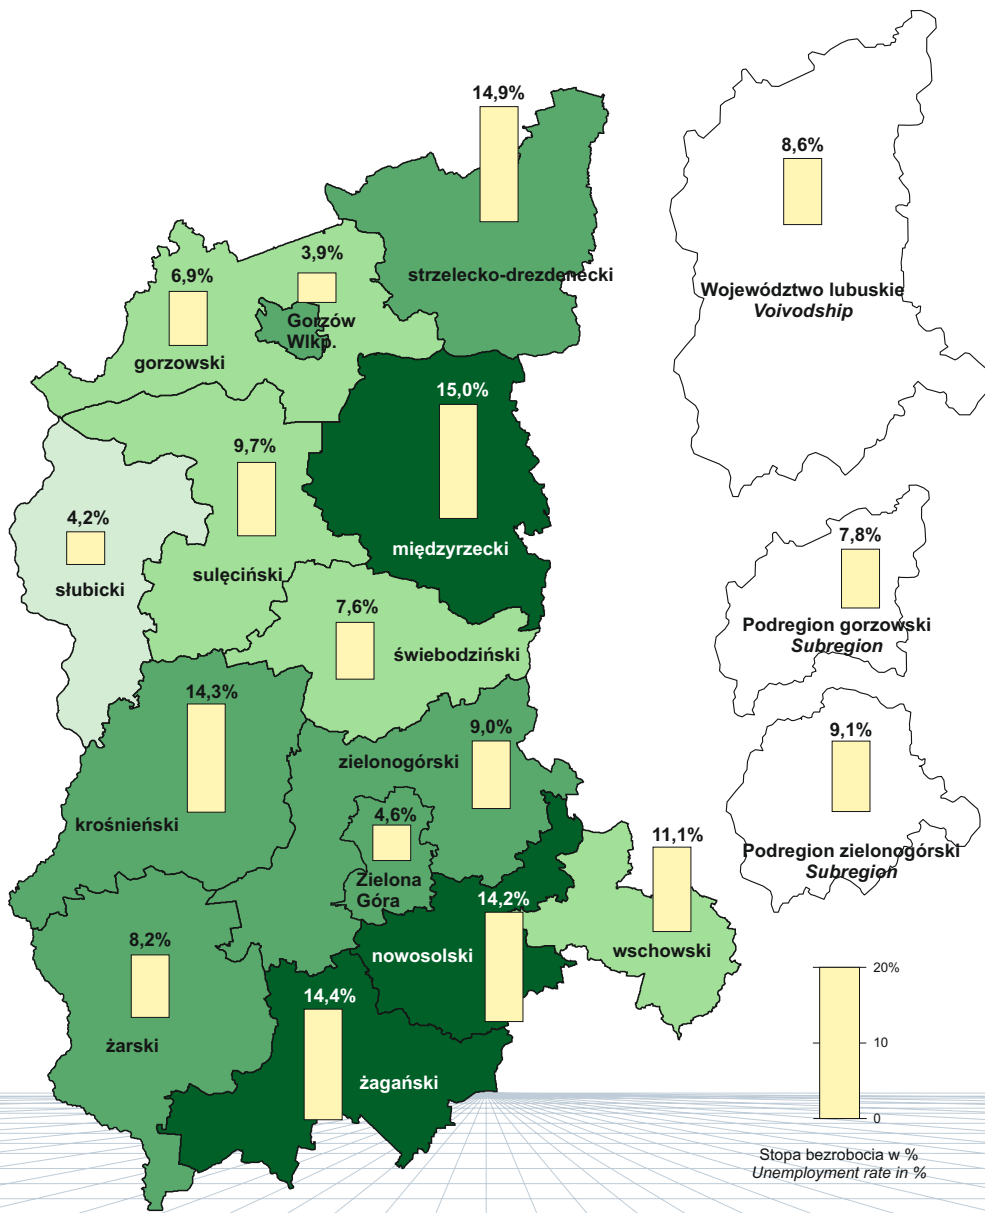 14,9%
strzelecko-drezdenecki
8,6%
Województwo lubuskie
Voivodship
3,9%
6,9%
Gorzów
Wlkp.
gorzowski
15,0%
międzyrzecki
9,7%
sulęciński
4,2%
słubicki
7,8%
Podregion gorzowski
Subregion
7,6%
świebodziński
14,3%
krośnieński
9,0%
zielonogórski
4,6%
Zielona
Góra
9,1%
Podregion zielonogórski
Subregion
11,1%
wschowski
14,2%
nowosolski
8,2%
żarski
14,4%
żagański
20%
10
0
Stopa bezrobocia w %
Unemployment rate in %